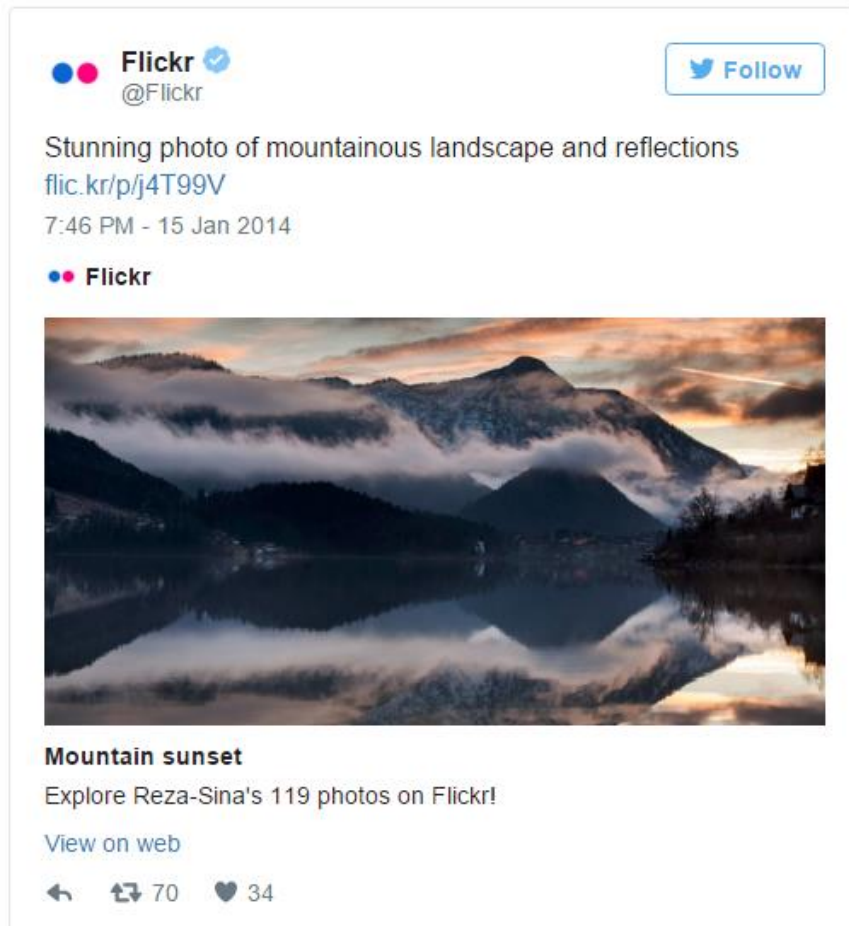 Flickr
Follow
@Flickr
Stunning photo of mountainous landscape and reflections
flic.kr/p/j4T99V
7:46 PM - 15 Jan 2014
Flickr
Mountain sunset
Explore Reza-Sina's 119 photos on Flickr!
View on web
70 34